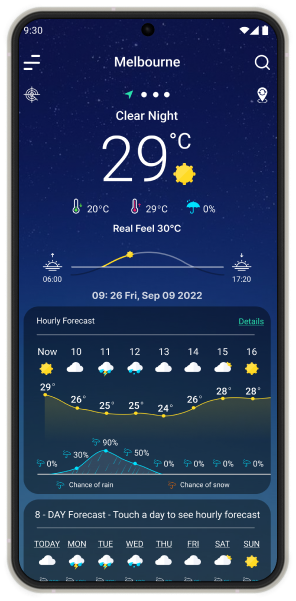 9:30
Melbourne
Clear Night
29°C
20°C 29°C 0%
Real Feel 30°C
06:00 17:20
09: 26 Fri, Sep 09 2022
Hourly Forecast Details
Now 10 11 12 13 14 15 16
29° 26° 25° 25° 24° 26° 28° 28°
0% 30% 90% 50% 0% 0% 0% 0%
Chance of rain Chance of snow
8 - DAY Forecast - Touch a day to see hourly forecast
TODAY MON TUE WED THU FRI SAT SUN